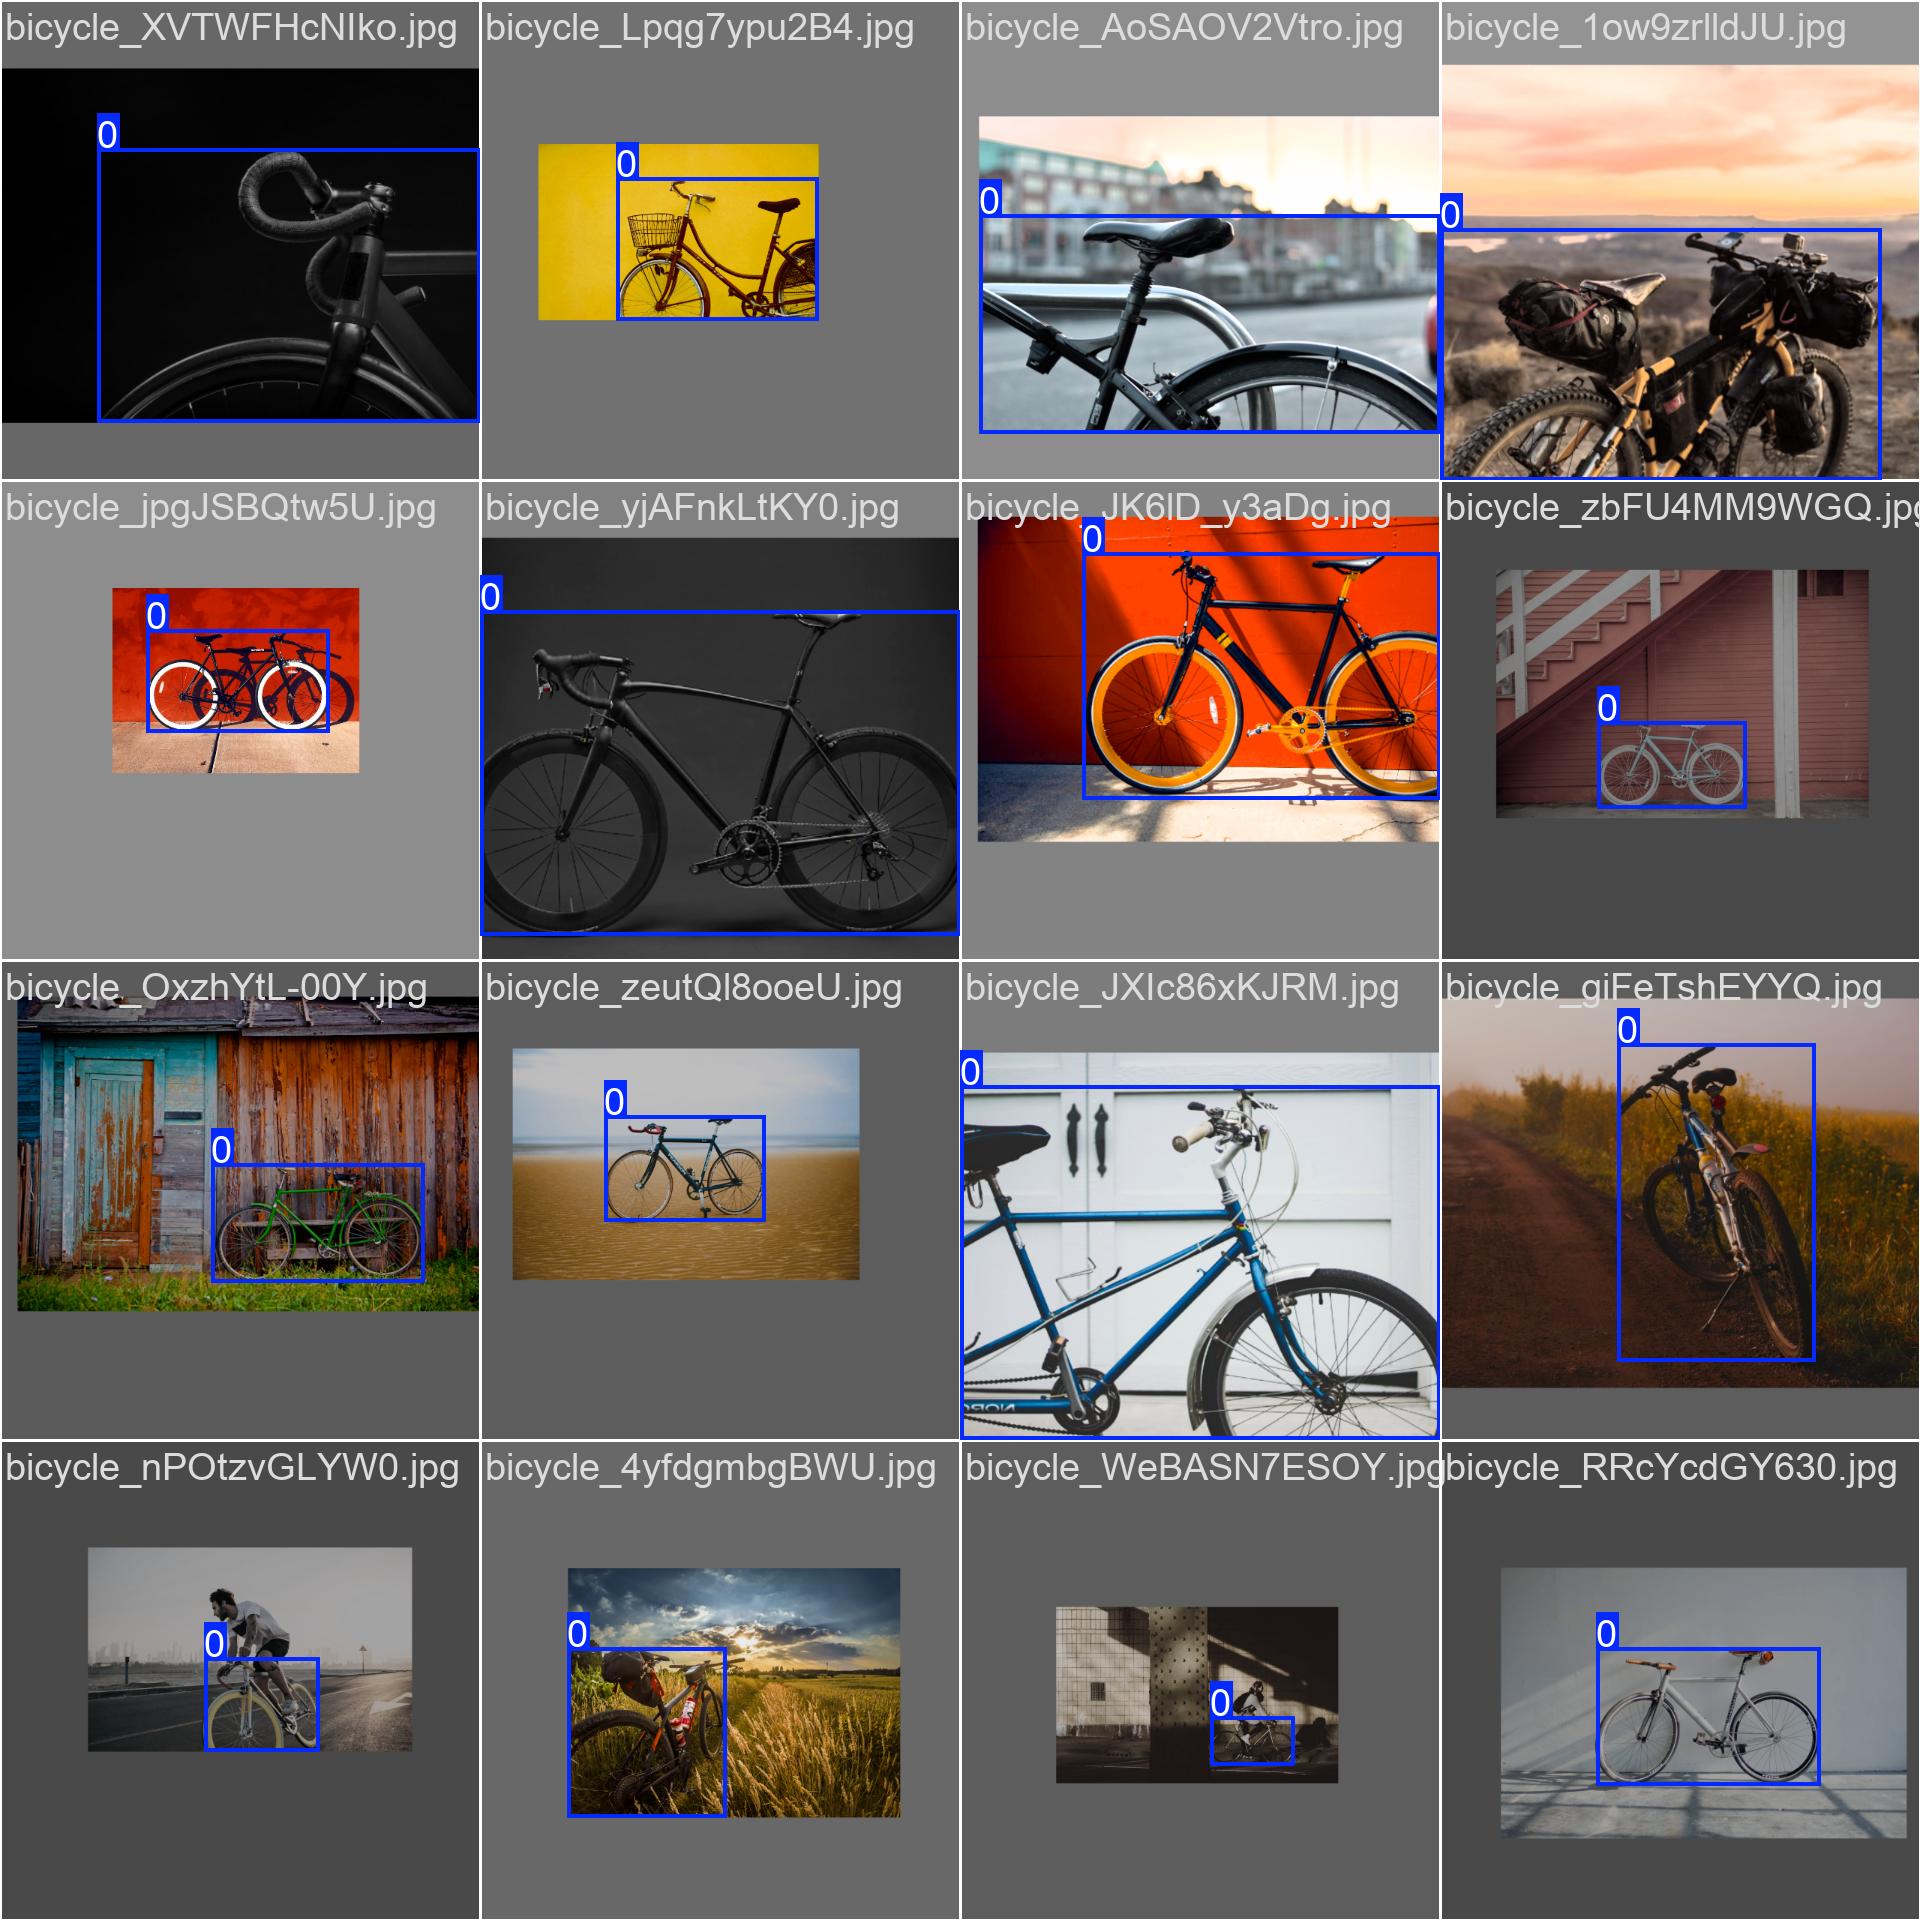 bicycle_XVTWFHcNIko.jpg
bicycle_Lpqg7ypu2B4.jpg
bicycle_AoSAOV2Vtro.jpg
bicycle_1ow9zrlldJU.jpg
0
0
0
0
bicycle_jpgJSBQtw5U.jpg
bicycle_yjAFnkLtKY0.jpg
bicycle_JK6lD_y3aDg.jpg
bicycle_zbFU4MM9WGQ.jpg
0
0
0
0
bicycle_OxzhYtL-00Y.jpg
bicycle_zeutQl8ooeU.jpg
bicycle_JXIc86xKJRM.jpg
bicycle_giFeTshEYYQ.jpg
0
0
0
0
bicycle_nPOtzvGLYW0.jpg
bicycle_4yfdgmbgBWU.jpg
bicycle_WeBASN7ESOY.jpg
bicycle_RRcYcdGY630.jpg
0
0
0
0